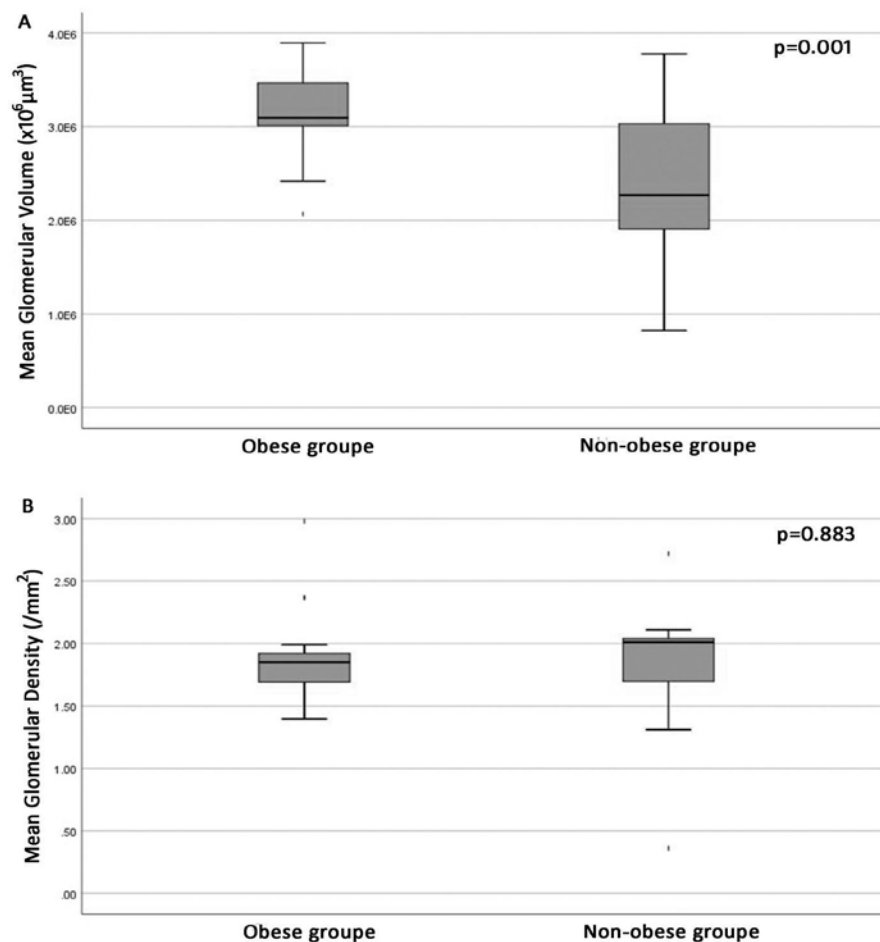 A
p=0.001
Mean Glomerular Volume (x10⁶µm³)
4.0E6
3.0E6
2.0E6
1.0E6
0.0E0
Obese groupe
Non-obese groupe
B
p=0.883
Mean Glomerular Density (/mm²)
3.00
2.50
2.00
1.50
1.00
.50
.00
Obese groupe
Non-obese groupe